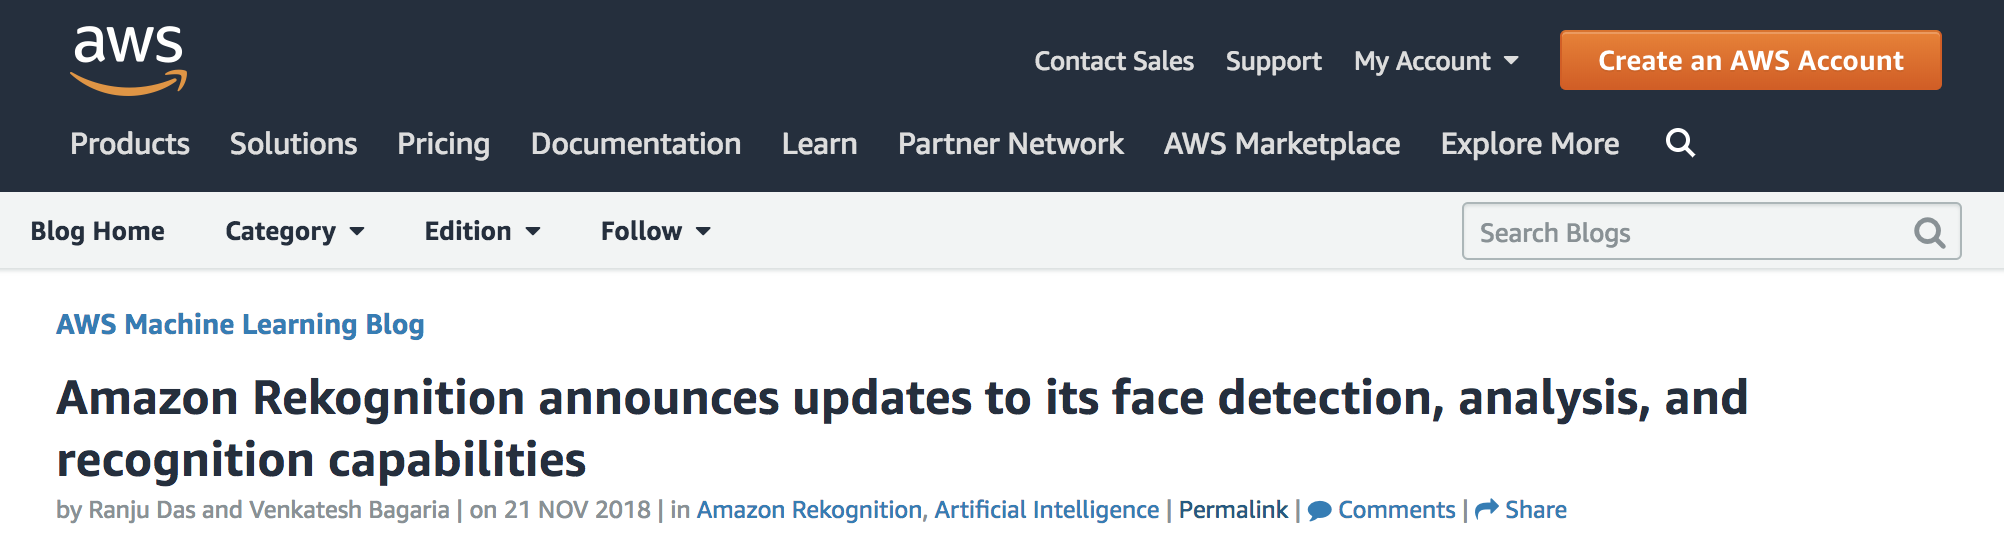 aws
Contact Sales Support My Account Create an AWS Account
Products Solutions Pricing Documentation Learn Partner Network AWS Marketplace Explore More
Blog Home Category Edition Follow Search Blogs
AWS Machine Learning Blog
Amazon Rekognition announces updates to its face detection, analysis, and
recognition capabilities
by Ranju Das and Venkatesh Bagaria | on 21 NOV 2018 | in Amazon Rekognition, Artificial Intelligence | Permalink | Comments | Share